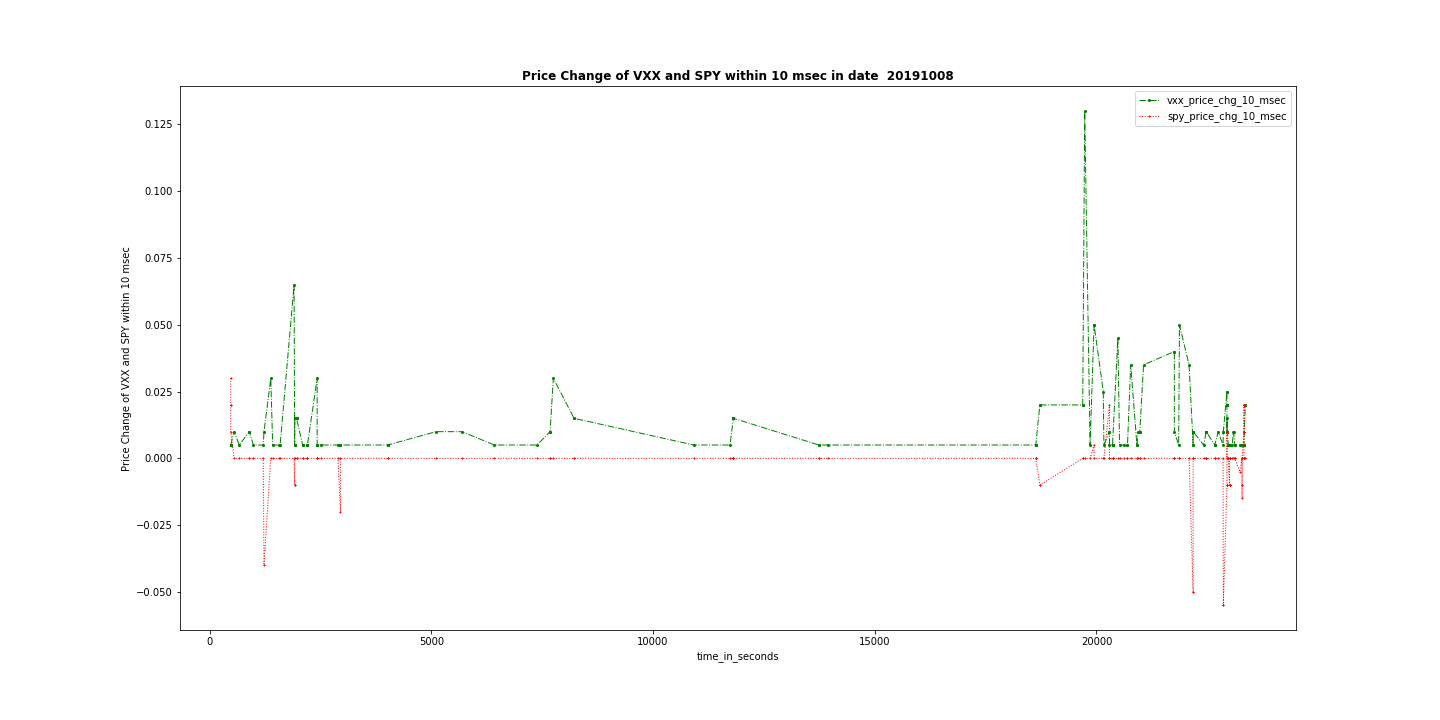 Price Change of VXX and SPY within 10 msec in date  20191008
vxx_price_chg_10_msec
spy_price_chg_10_msec
Price Change of VXX and SPY within 10 msec
0.125
0.100
0.075
0.050
0.025
0.000
−0.025
−0.050
0
5000
10000
15000
20000
time_in_seconds